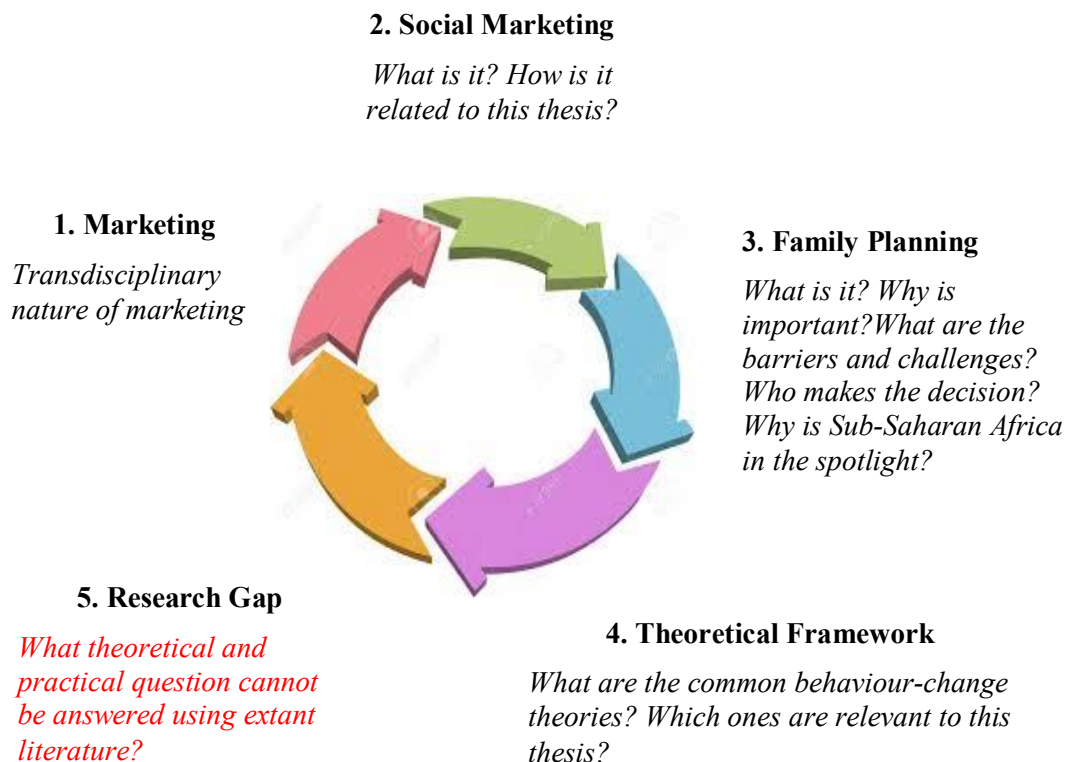 2. Social Marketing
What is it? How is it
related to this thesis?
1. Marketing
Transdisciplinary
nature of marketing
3. Family Planning
What is it? Why is
important?What are the
barriers and challenges?
Who makes the decision?
Why is Sub-Saharan Africa
in the spotlight?
5. Research Gap
What theoretical and
practical question cannot
be answered using extant
literature?
4. Theoretical Framework
What are the common behaviour-change
theories? Which ones are relevant to this
thesis?